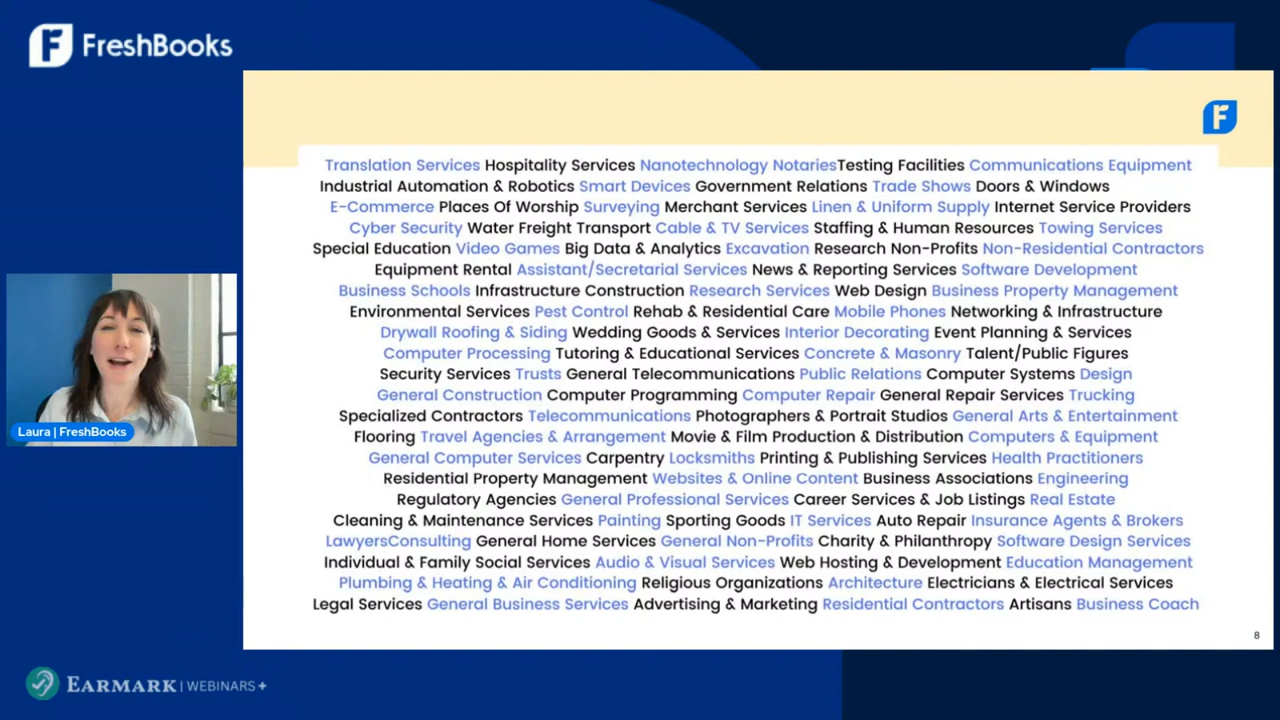 FreshBooks
Translation Services Hospitality Services Nanotechnology NotariesTesting Facilities Communications Equipment
Industrial Automation & Robotics Smart Devices Government Relations Trade Shows Doors & Windows
E-Commerce Places Of Worship Surveying Merchant Services Linen & Uniform Supply Internet Service Providers
Cyber Security Water Freight Transport Cable & TV Services Staffing & Human Resources Towing Services
Special Education Video Games Big Data & Analytics Excavation Research Non-Profits Non-Residential Contractors
Equipment Rental Assistant/Secretarial Services News & Reporting Services Software Development
Business Schools Infrastructure Construction Research Services Web Design Business Property Management
Environmental Services Pest Control Rehab & Residential Care Mobile Phones Networking & Infrastructure
Drywall Roofing & Siding Wedding Goods & Services Interior Decorating Event Planning & Services
Computer Processing Tutoring & Educational Services Concrete & Masonry Talent/Public Figures
Security Services Trusts General Telecommunications Public Relations Computer Systems Design
General Construction Computer Programming Computer Repair General Repair Services Trucking
Specialized Contractors Telecommunications Photographers & Portrait Studios General Arts & Entertainment
Flooring Travel Agencies & Arrangement Movie & Film Production & Distribution Computers & Equipment
General Computer Services Carpentry Locksmiths Printing & Publishing Services Health Practitioners
Residential Property Management Websites & Online Content Business Associations Engineering
Regulatory Agencies General Professional Services Career Services & Job Listings Real Estate
Cleaning & Maintenance Services Painting Sporting Goods IT Services Auto Repair Insurance Agents & Brokers
LawyersConsulting General Home Services General Non-Profits Charity & Philanthropy Software Design Services
Individual & Family Social Services Audio & Visual Services Web Hosting & Development Education Management
Plumbing & Heating & Air Conditioning Religious Organizations Architecture Electricians & Electrical Services
Legal Services General Business Services Advertising & Marketing Residential Contractors Artisans Business Coach
8
Laura | FreshBooks
EARMARK | WEBINARS+